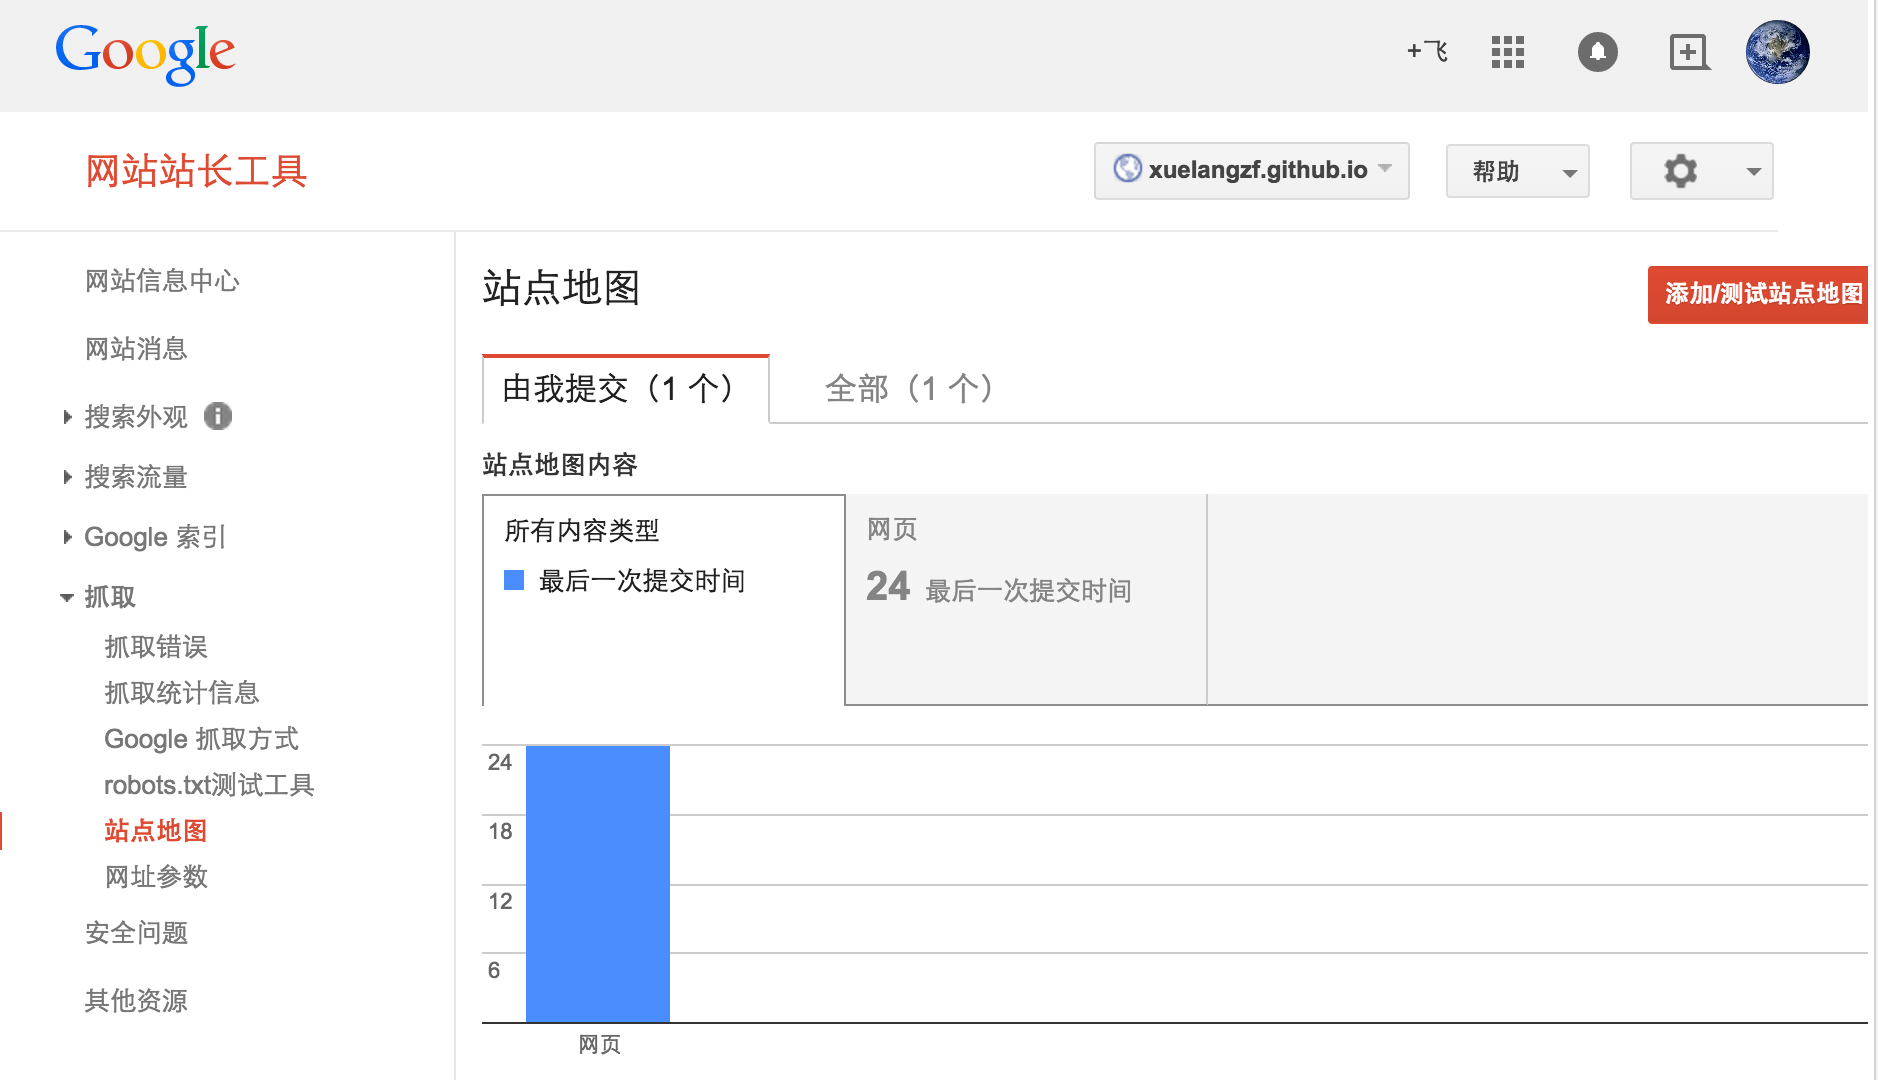 Google
+飞
网站站长工具
xuelangzf.github.io
帮助
网站信息中心
网站消息
搜索外观
搜索流量
Google 索引
抓取
抓取错误
抓取统计信息
Google 抓取方式
robots.txt测试工具
站点地图
网址参数
安全问题
其他资源
站点地图
添加/测试站点地图
由我提交（1 个）
全部（1 个）
站点地图内容
所有内容类型
最后一次提交时间
网页
24 最后一次提交时间
24
18
12
6
网页